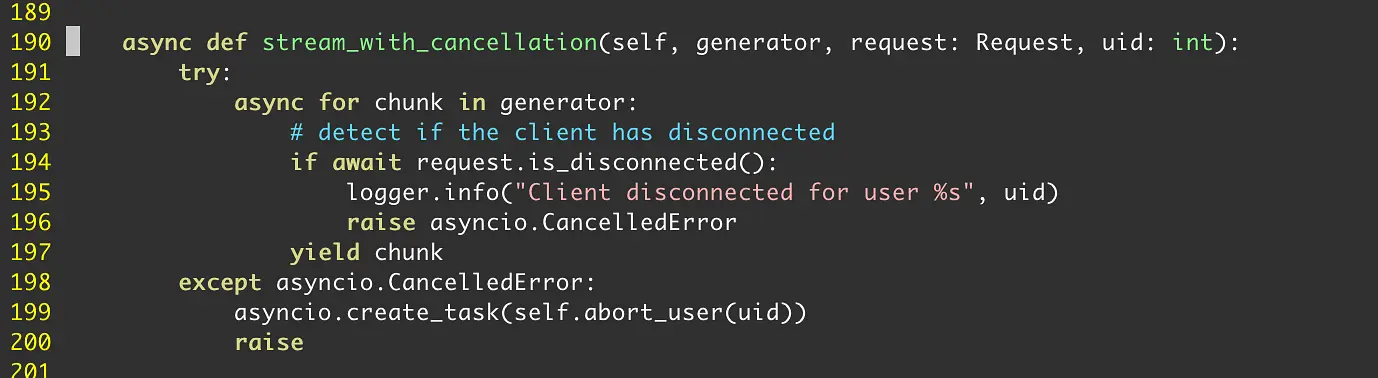 189
190     async def stream_with_cancellation(self, generator, request: Request, uid: int):
191         try:
192             async for chunk in generator:
193                 # detect if the client has disconnected
194                 if await request.is_disconnected():
195                     logger.info("Client disconnected for user %s", uid)
196                     raise asyncio.CancelledError
197                 yield chunk
198         except asyncio.CancelledError:
199             asyncio.create_task(self.abort_user(uid))
200             raise
201